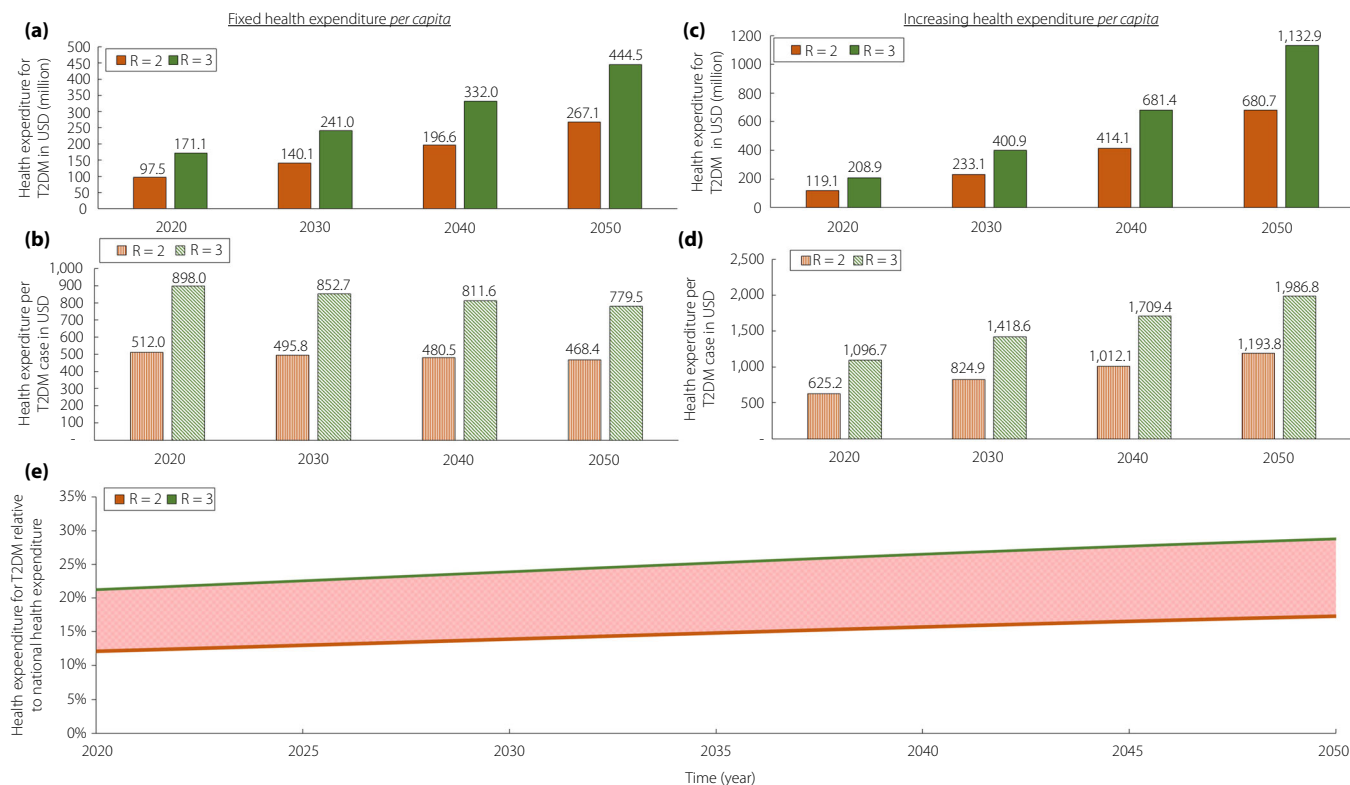 Fixed health expenditure per capita
(a)
Health expenditure for
T2DM in USD (million)
R = 2 R = 3
500
450
400
350
300
250
200
150
100
50
0
97.5 171.1 140.1 241.0 196.6 332.0 267.1 444.5
2020 2030 2040 2050
(b)
Health expenditure per
T2DM case in USD
R = 2 R = 3
1,000
900
800
700
600
500
400
300
200
100
-
512.0 898.0 495.8 852.7 480.5 811.6 468.4 779.5
2020 2030 2040 2050
Increasing health expenditure per capita
(c)
Health expenditure for
T2DM in USD (million)
R = 2 R = 3
1200
1000
800
600
400
200
0
119.1 208.9 233.1 400.9 414.1 681.4 680.7 1,132.9
2020 2030 2040 2050
(d)
Health expenditure per
T2DM case in USD
R = 2 R = 3
2,500
2,000
1,500
1,000
500
-
625.2 1,096.7 824.9 1,418.6 1,012.1 1,709.4 1,193.8 1,986.8
2020 2030 2040 2050
(e)
Health expeenditure for T2DM relative
to national health expenditure
R = 2 R = 3
35%
30%
25%
20%
15%
10%
5%
0%
2020 2025 2030 2035 2040 2045 2050
Time (year)